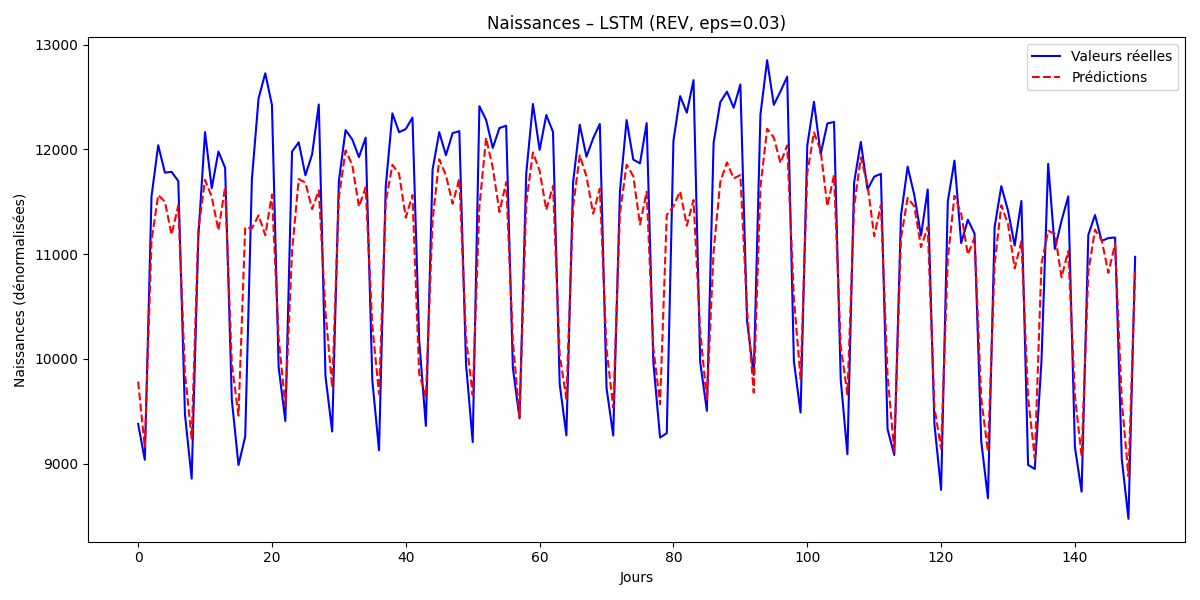 Naissances – LSTM (REV, eps=0.03)
Valeurs réelles
Prédictions
Naissances (dénormalisées)
13000
12000
11000
10000
9000
0 20 40 60 80 100 120 140
Jours